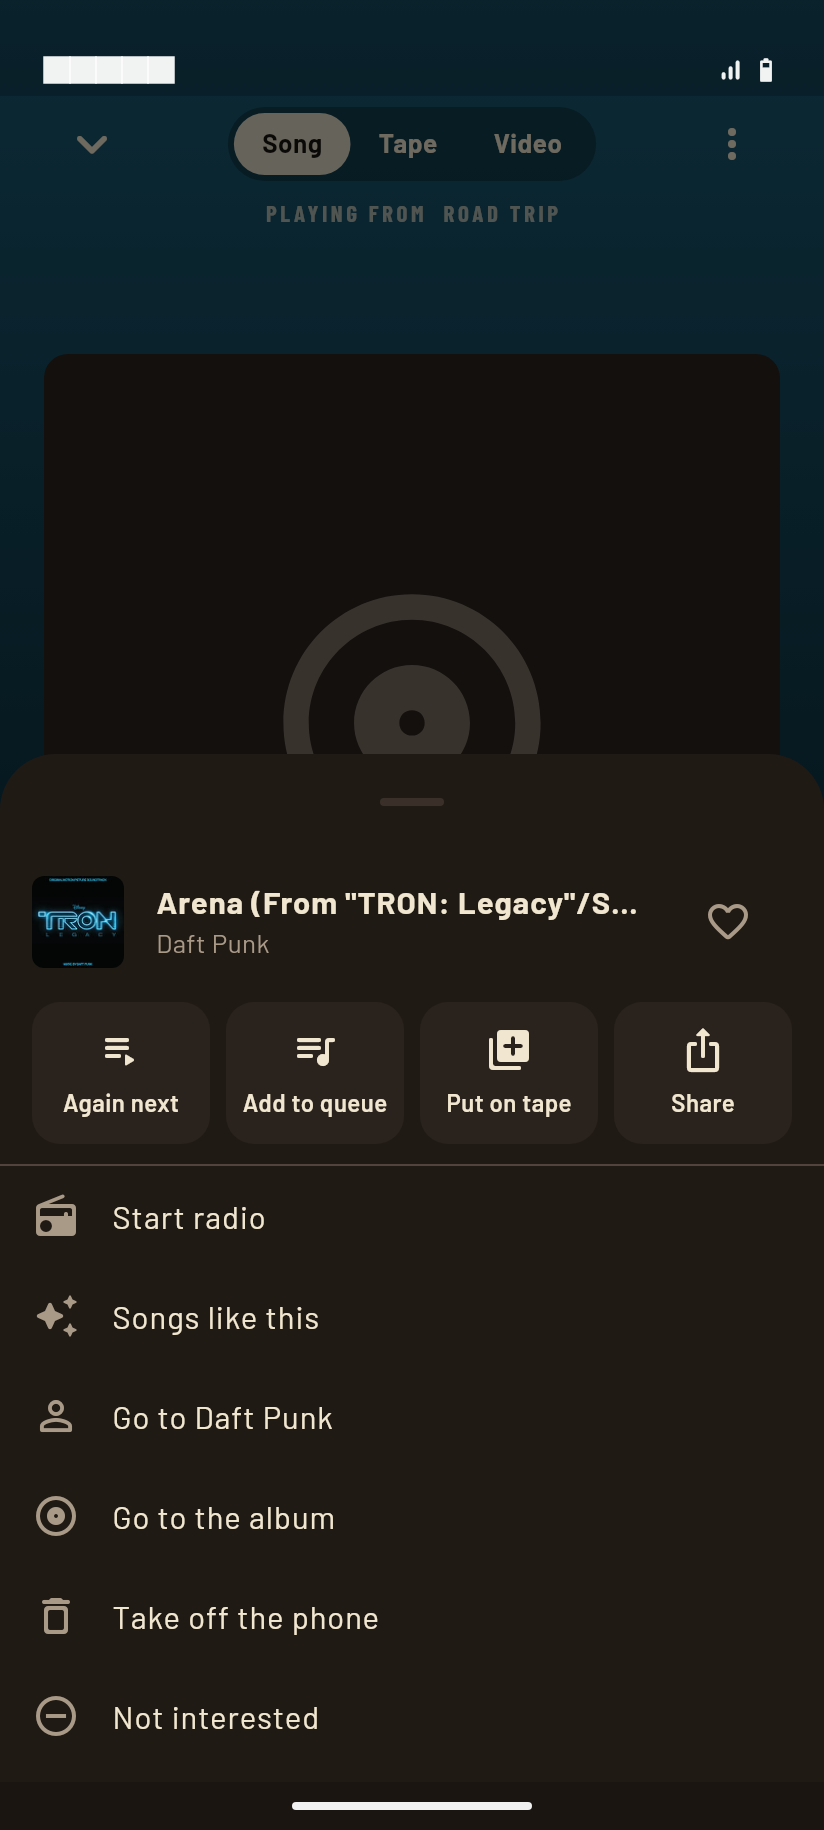 Song Tape Video
PLAYING FROM ROAD TRIP
TRON
LEGACY
Arena (From "TRON: Legacy"/S...
Daft Punk
Again next
Add to queue
Put on tape
Share
Start radio
Songs like this
Go to Daft Punk
Go to the album
Take off the phone
Not interested